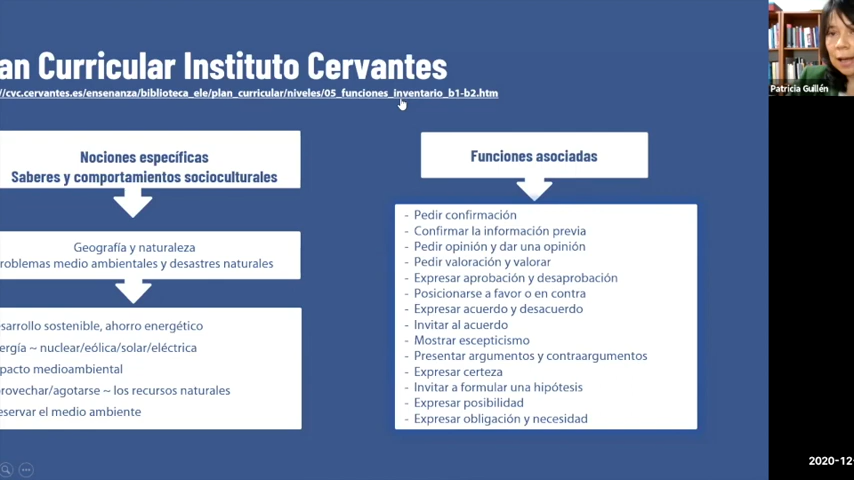 an Curricular Instituto Cervantes
//cvc.cervantes.es/ensenanza/biblioteca_ele/plan_curricular/niveles/05_funciones_inventario_b1-b2.htm
Patricia Guillén
Nociones específicas
Saberes y comportamientos socioculturales
Geografía y naturaleza
roblemas medio ambientales y desastres naturales
esarrollo sostenible, ahorro energético
ergía ~ nuclear/eólica/solar/eléctrica
pacto medioambiental
rovechar/agotarse ~ los recursos naturales
eservar el medio ambiente
Funciones asociadas
- Pedir confirmación
- Confirmar la información previa
- Pedir opinión y dar una opinión
- Pedir valoración y valorar
- Expresar aprobación y desaprobación
- Posicionarse a favor o en contra
- Expresar acuerdo y desacuerdo
- Invitar al acuerdo
- Mostrar escepticismo
- Presentar argumentos y contraargumentos
- Expresar certeza
- Invitar a formular una hipótesis
- Expresar posibilidad
- Expresar obligación y necesidad
2020-12-